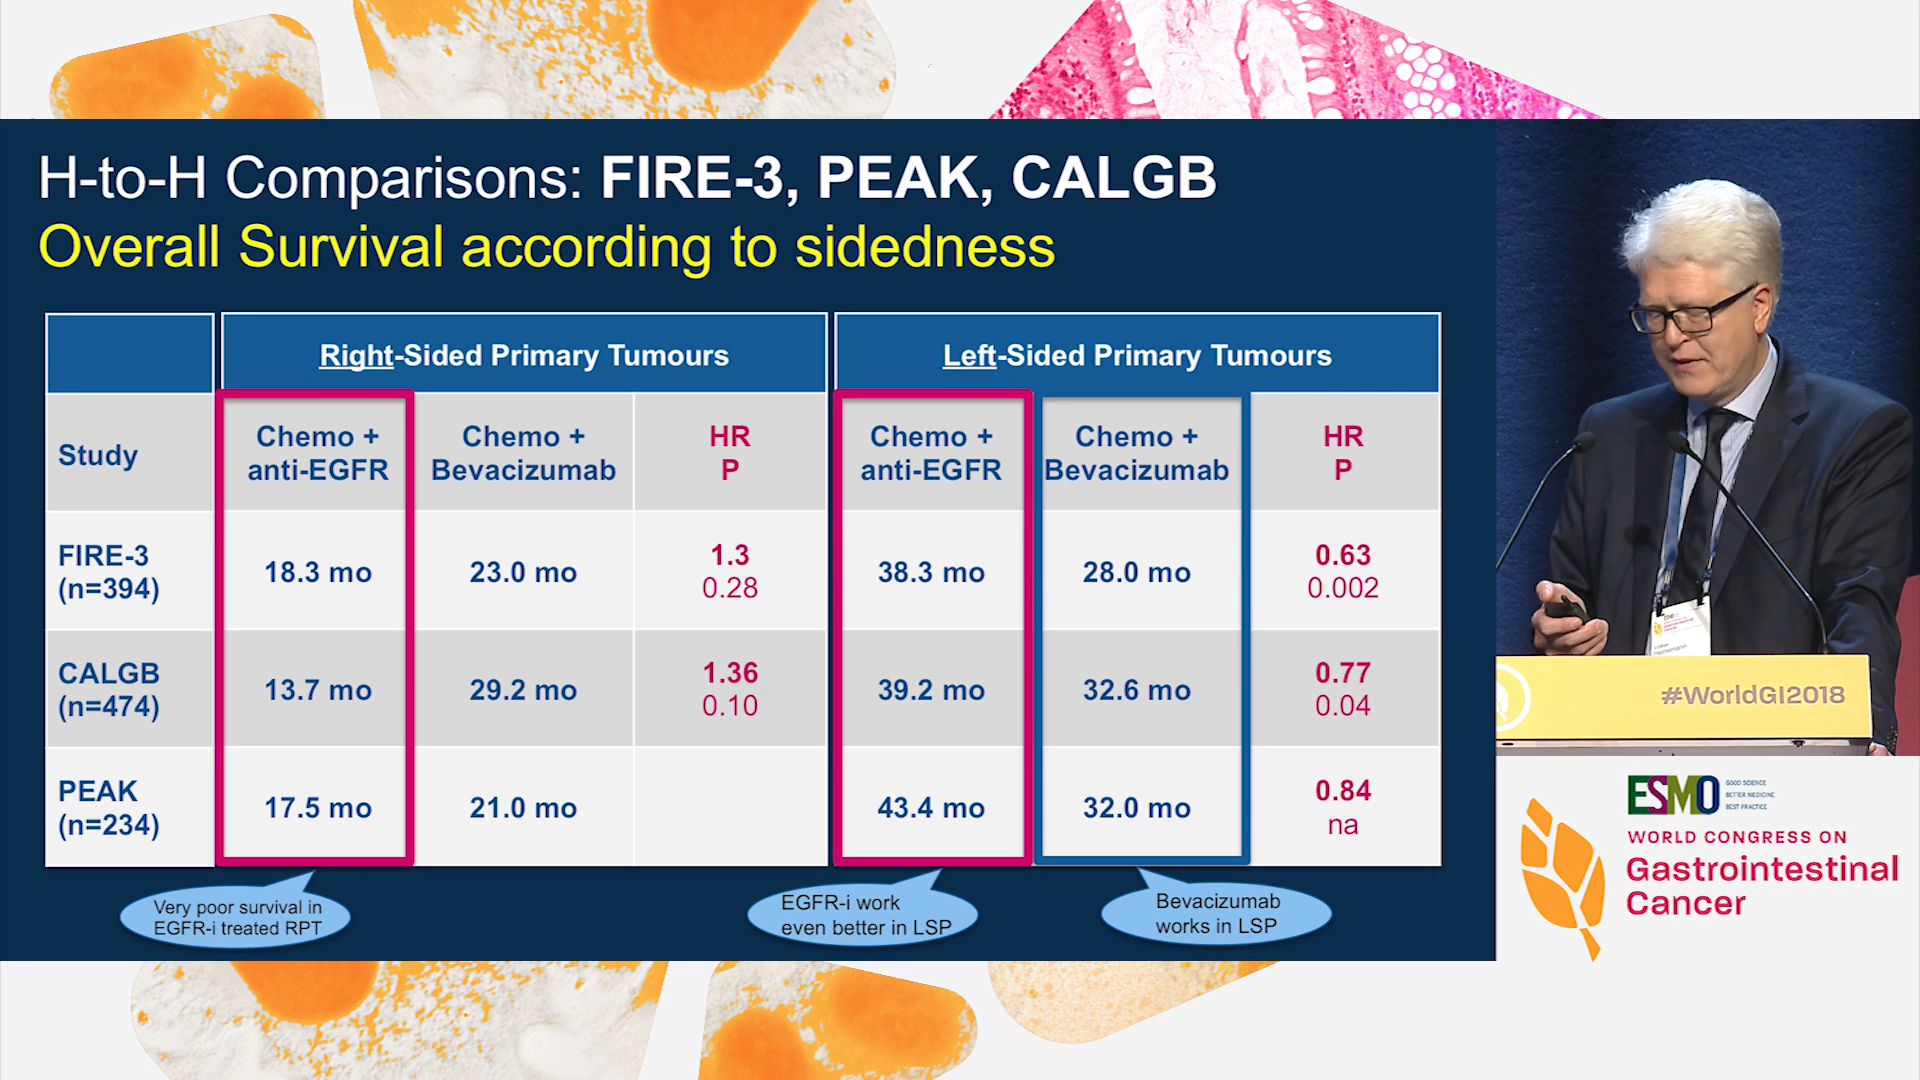 H-to-H Comparisons: FIRE-3, PEAK, CALGB
Overall Survival according to sidedness
Right-Sided Primary Tumours
Left-Sided Primary Tumours
Study
Chemo +
anti-EGFR
Chemo +
Bevacizumab
HR
P
Chemo +
anti-EGFR
Chemo +
Bevacizumab
HR
P
FIRE-3
(n=394)
18.3 mo
23.0 mo
1.3
0.28
38.3 mo
28.0 mo
0.63
0.002
CALGB
(n=474)
13.7 mo
29.2 mo
1.36
0.10
39.2 mo
32.6 mo
0.77
0.04
PEAK
(n=234)
17.5 mo
21.0 mo
43.4 mo
32.0 mo
0.84
na
Very poor survival in
EGFR-i treated RPT
EGFR-i work
even better in LSP
Bevacizumab
works in LSP
#WorldGI2018
ESMO
GOOD SCIENCE
BETTER MEDICINE
BEST PRACTICE
WORLD CONGRESS ON
Gastrointestinal
Cancer